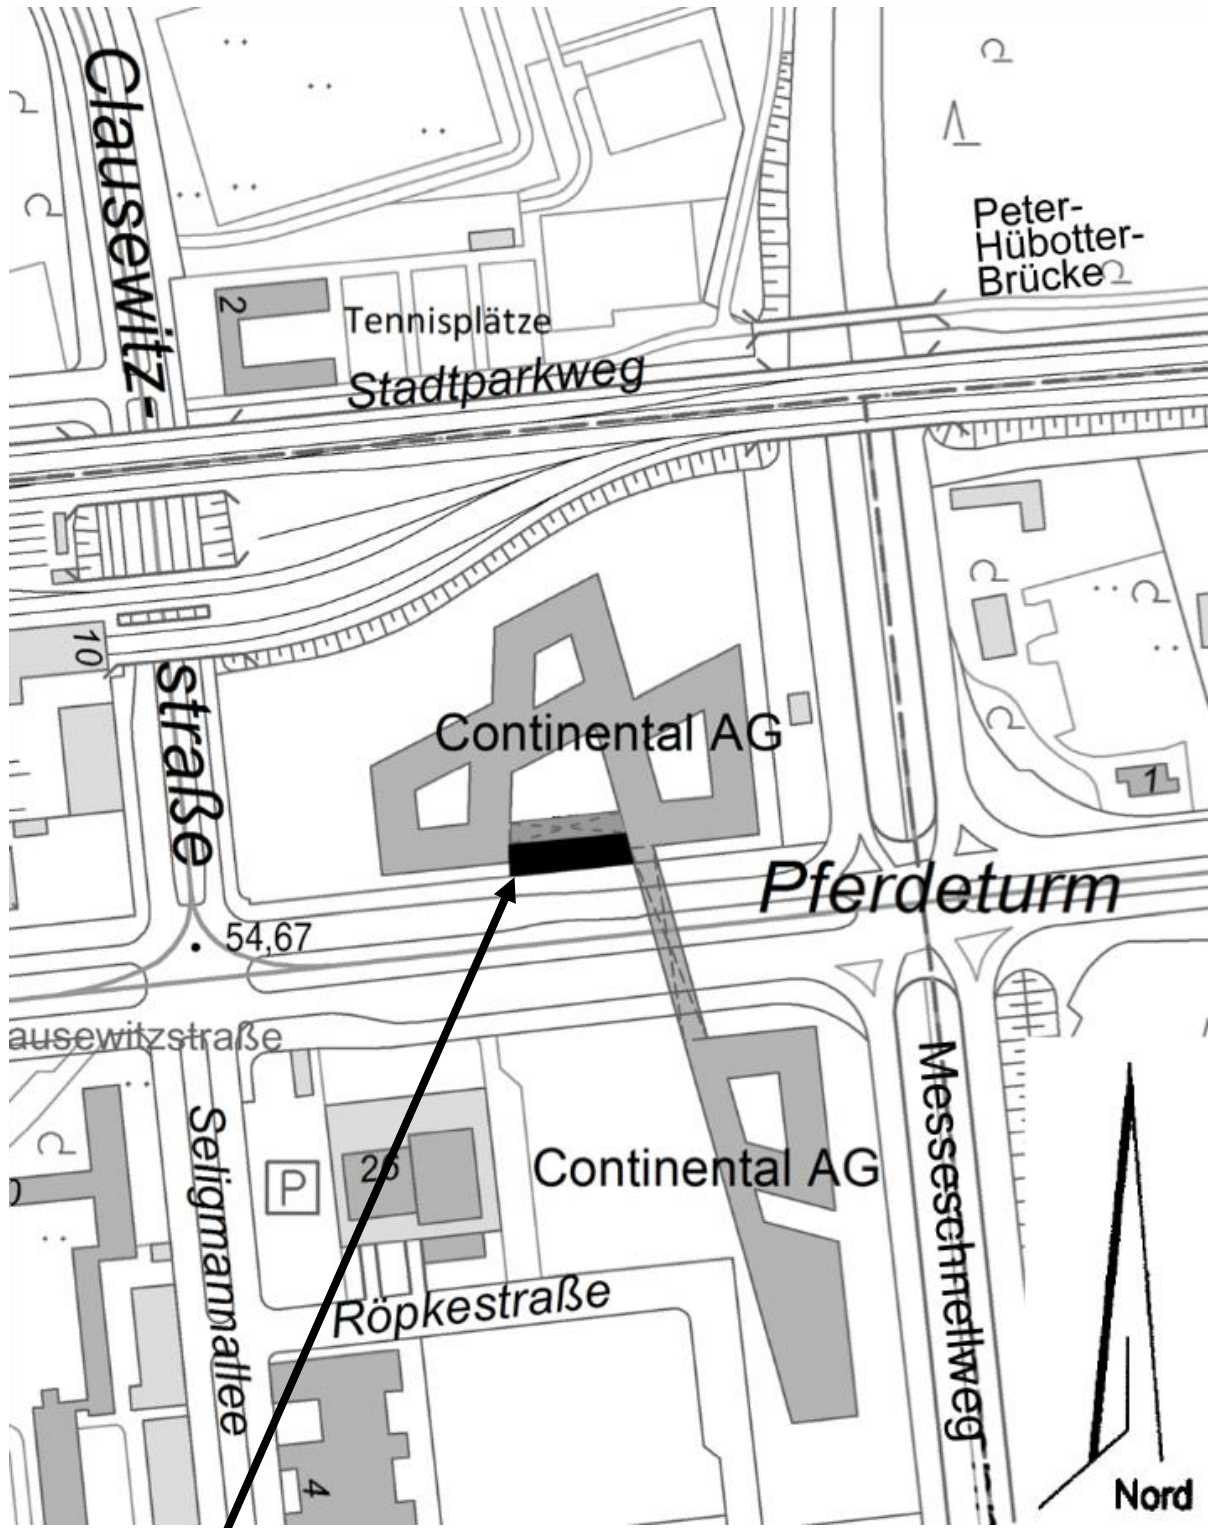 Clausewitz-
straße
Peter-
Hübotter-
Brücke
2
Tennisplätze
Stadtparkweg
10
Continental AG
1
Pferdeturm
54,67
ausewitzstraße
Seligmannallee
P
26
Continental AG
Messeschnellweg
Röpkestraße
4
Nord